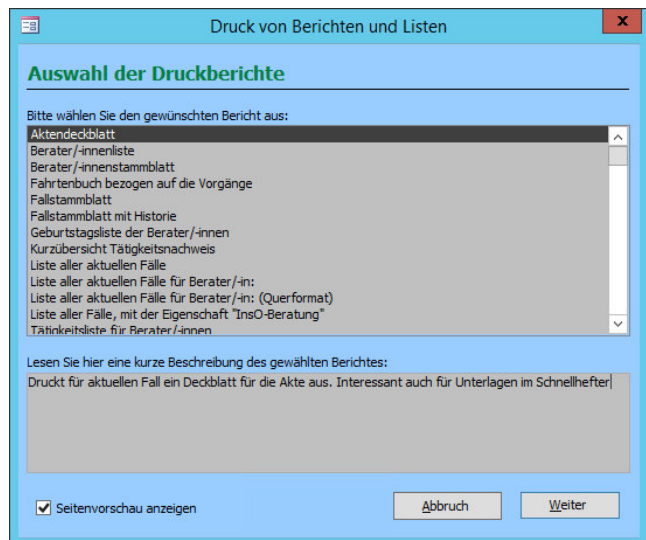 Druck von Berichten und Listen
x
Auswahl der Druckberichte
Bitte wählen Sie den gewünschten Bericht aus:
Aktendeckblatt
Berater/-innenliste
Berater/-innenstammblatt
Fahrtenbuch bezogen auf die Vorgänge
Fallstammblatt
Fallstammblatt mit Historie
Geburtstagsliste der Berater/-innen
Kurzübersicht Tätigkeitsnachweis
Liste aller aktuellen Fälle
Liste aller aktuellen Fälle für Berater/-in:
Liste aller aktuellen Fälle für Berater/-in: (Querformat)
Liste aller Fälle, mit der Eigenschaft "InsO-Beratung"
Tätigkeitsliste für Berater/-innen
Lesen Sie hier eine kurze Beschreibung des gewählten Berichtes:
Druckt für aktuellen Fall ein Deckblatt für die Akte aus. Interessant auch für Unterlagen im Schnellhefter
Seitenvorschau anzeigen
Abbruch
Weiter